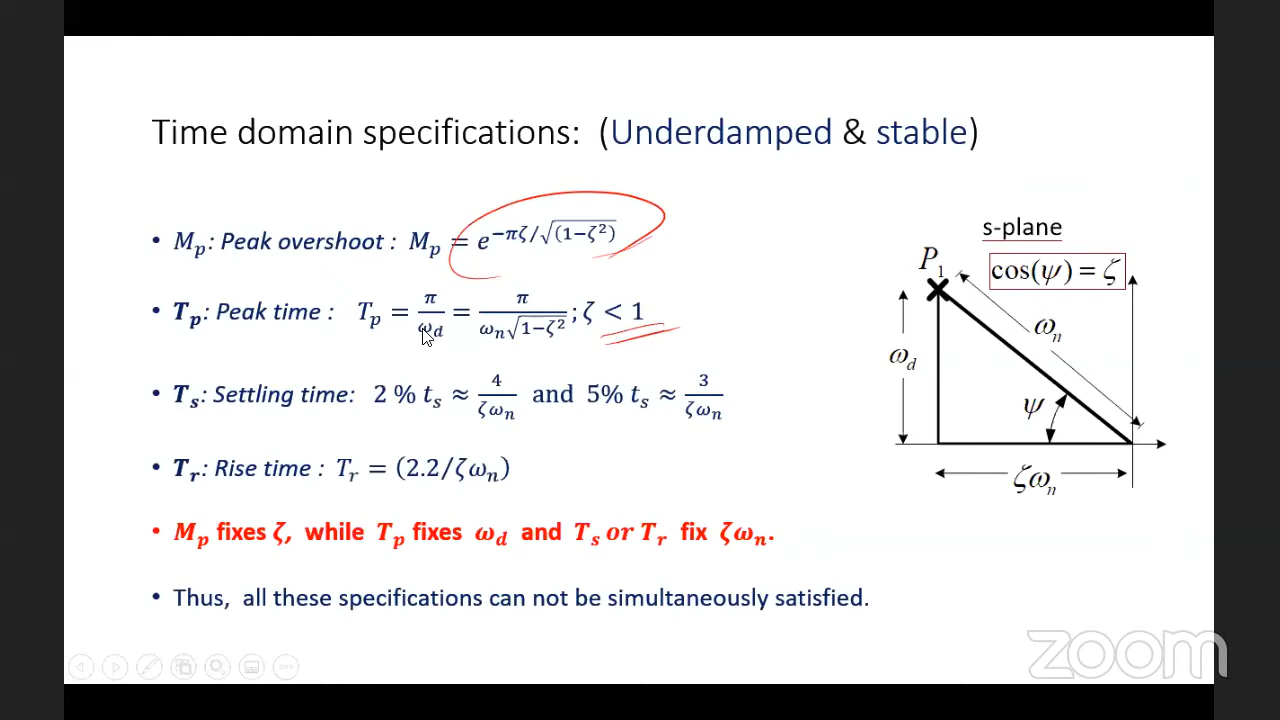 Time domain specifications: (Underdamped & stable)
• Mₚ: Peak overshoot : Mₚ = e^{−πζ/√(1−ζ²)}
• Tₚ: Peak time : Tₚ = π/ω_d = π/(ωₙ√(1−ζ²)) ; ζ < 1
• Tₛ: Settling time: 2 % tₛ ≈ 4/(ζωₙ) and 5% tₛ ≈ 3/(ζωₙ)
• Tᵣ: Rise time : Tᵣ = (2.2/ζωₙ)
• Mₚ fixes ζ, while Tₚ fixes ω_d and Tₛ or Tᵣ fix ζωₙ.
• Thus, all these specifications can not be simultaneously satisfied.
s-plane
P₁
cos(ψ) = ζ
ωₙ
ω_d
ψ
ζωₙ
zoom